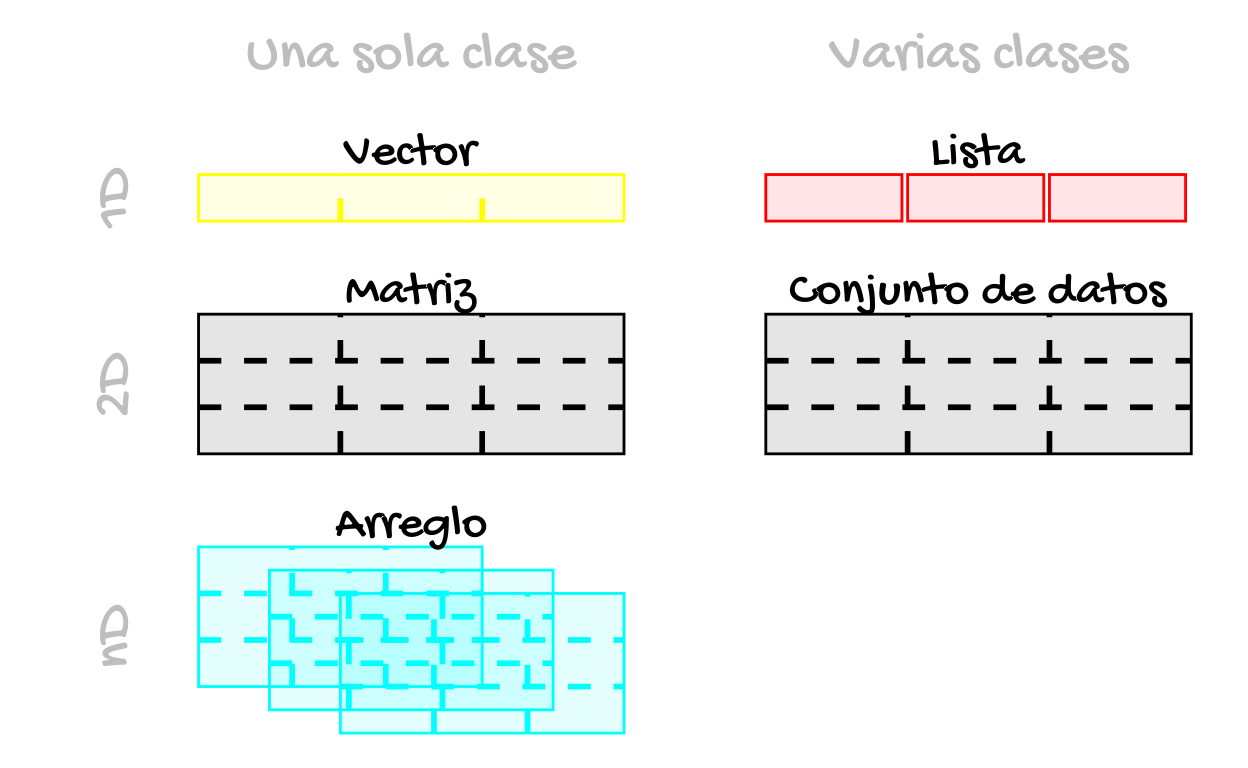 Una sola clase
Varias clases
1D
Vector
Lista
2D
Matriz
Conjunto de datos
nD
Arreglo